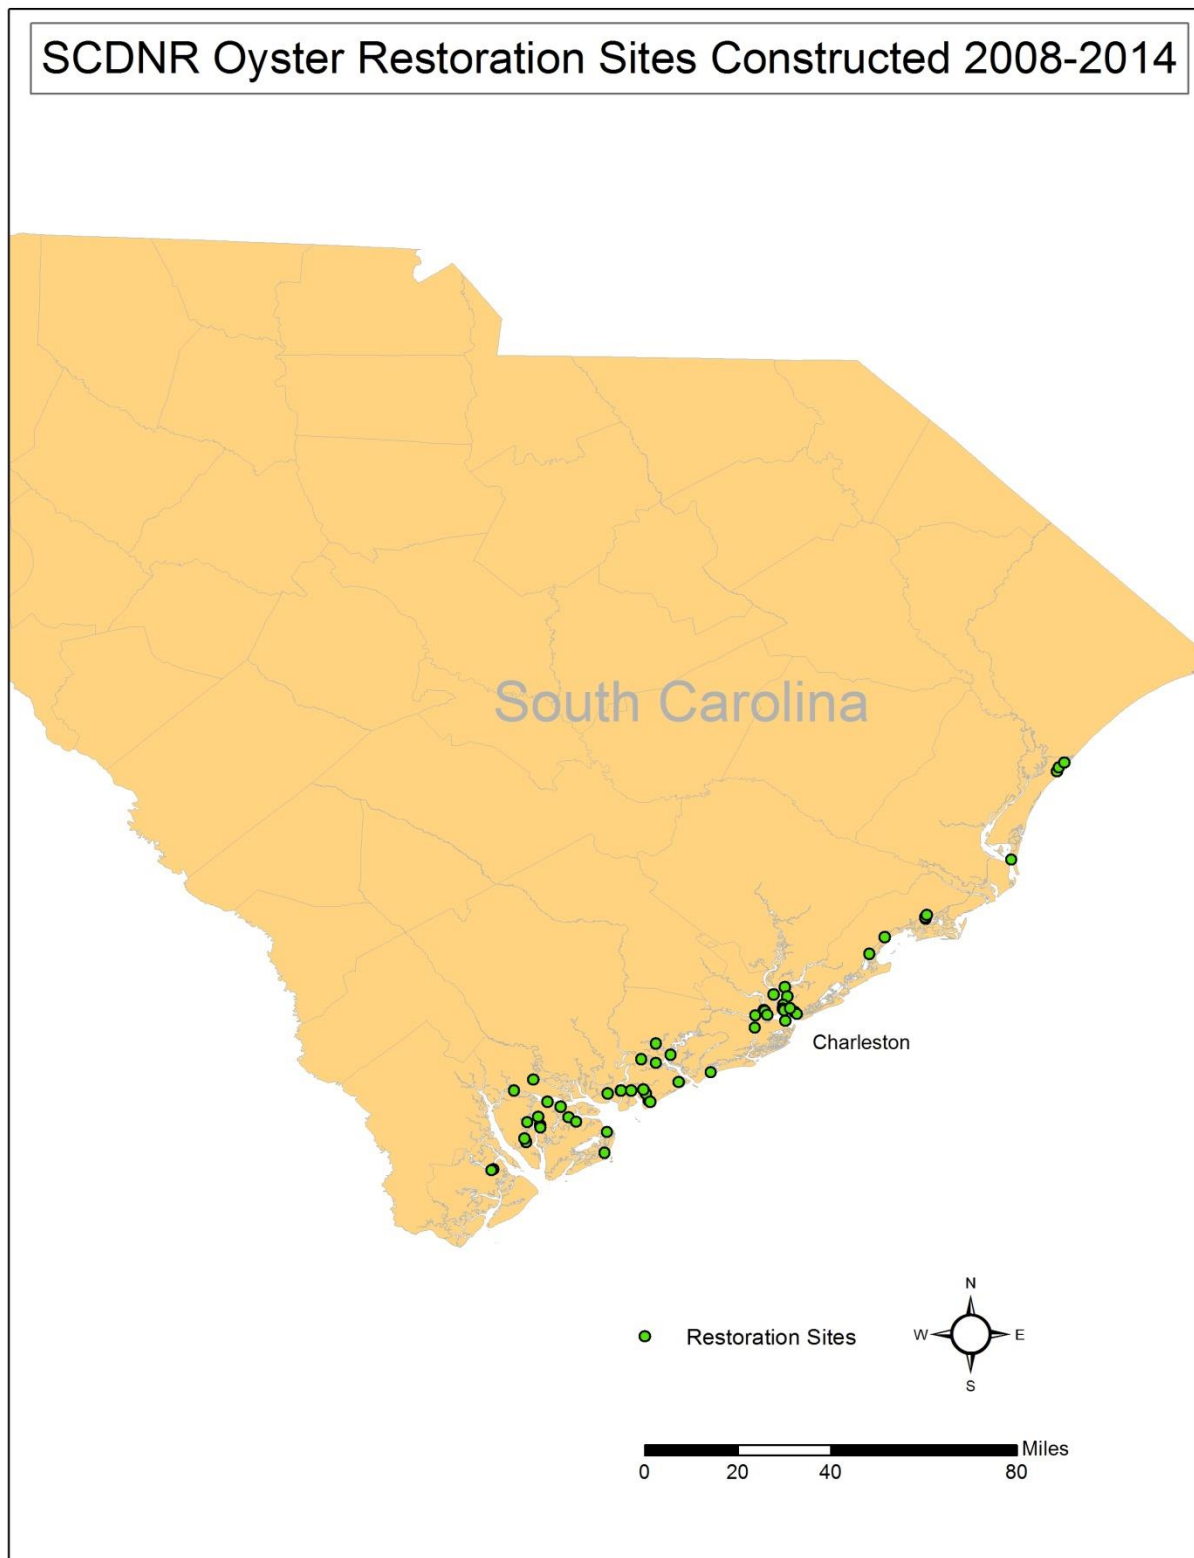 SCDNR Oyster Restoration Sites Constructed 2008-2014
South Carolina
Charleston
Restoration Sites
N
W E
S
Miles
0 20 40 80